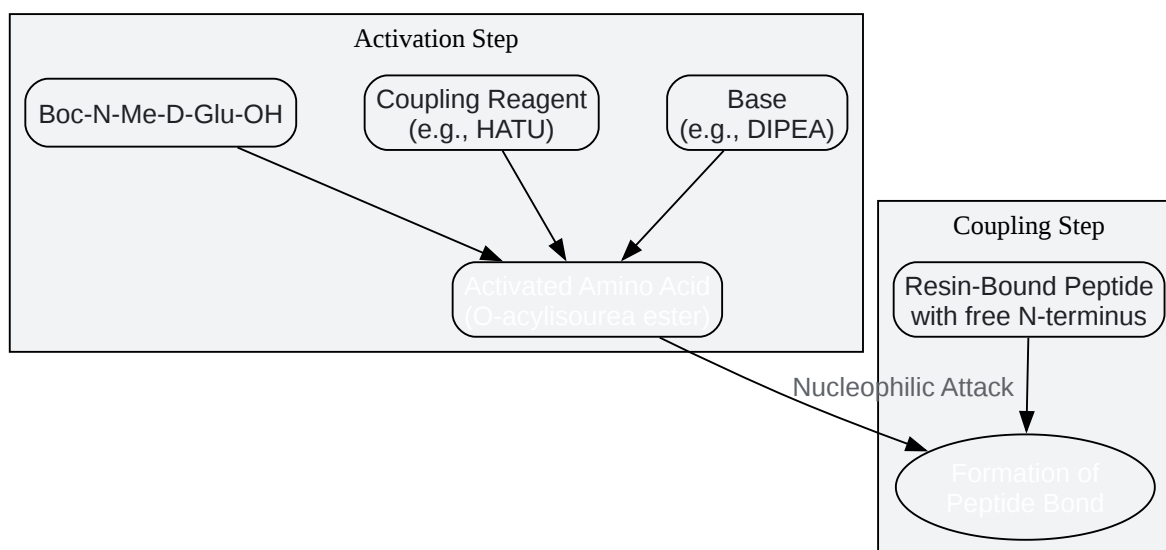 Activation Step
Boc-N-Me-D-Glu-OH
Coupling Reagent
(e.g., HATU)
Base
(e.g., DIPEA)
Activated Amino Acid
(O-acylisourea ester)
Coupling Step
Resin-Bound Peptide
with free N-terminus
Nucleophilic Attack
Formation of
Peptide Bond